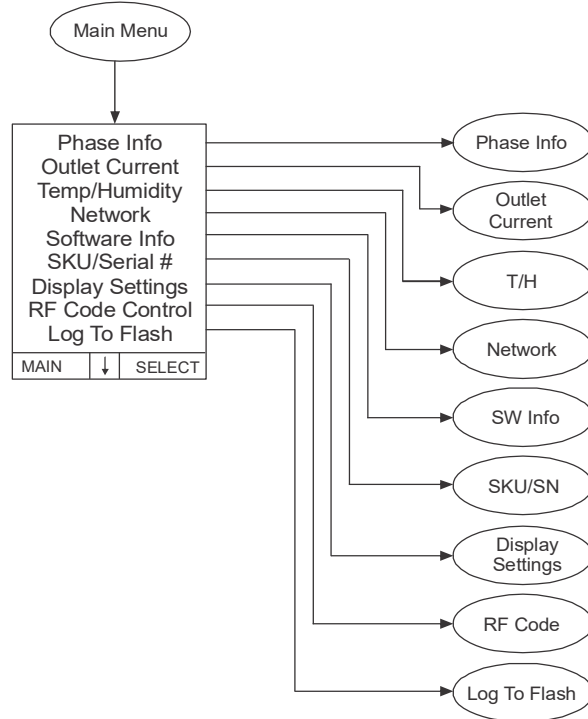 Main Menu
Phase Info
Outlet Current
Temp/Humidity
Network
Software Info
SKU/Serial #
Display Settings
RF Code Control
Log To Flash
MAIN ↓ SELECT
Phase Info
Outlet
Current
T/H
Network
SW Info
SKU/SN
Display
Settings
RF Code
Log To Flash